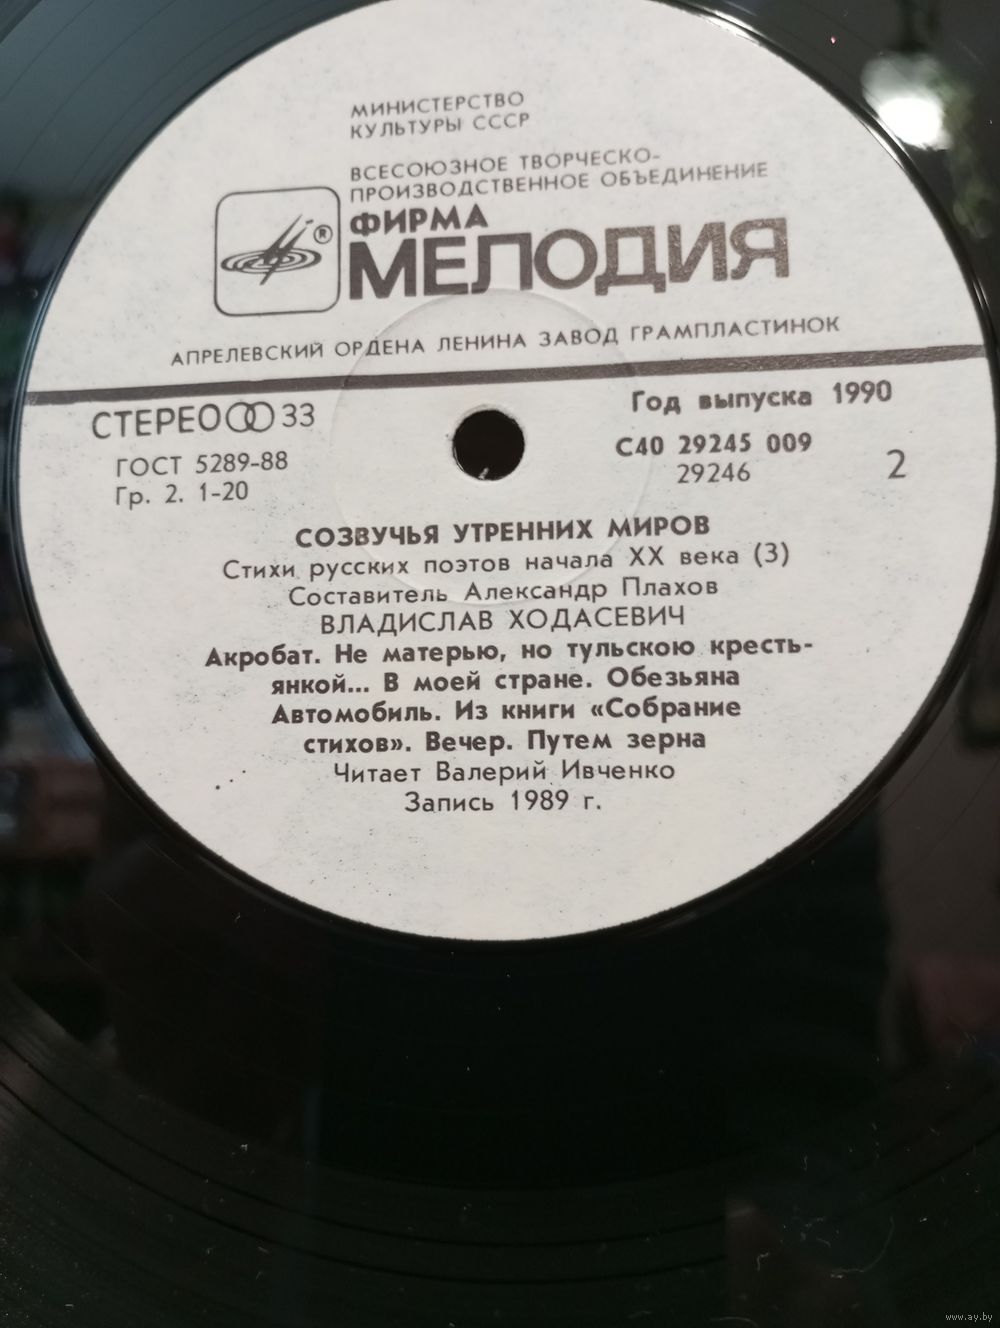 МИНИСТЕРСТВО
КУЛЬТУРЫ СССР
ВСЕСОЮЗНОЕ ТВОРЧЕСКО-
ПРОИЗВОДСТВЕННОЕ ОБЪЕДИНЕНИЕ
ФИРМА
®
МЕЛОДИЯ
АПРЕЛЕВСКИЙ ОРДЕНА ЛЕНИНА ЗАВОД ГРАМПЛАСТИНОК
СТЕРЕО 33
ГОСТ 5289-88
Гр. 2. 1-20
Год выпуска 1990
С40 29245 009
29246
2
СОЗВУЧЬЯ УТРЕННИХ МИРОВ
Стихи русских поэтов начала XX века (3)
Составитель Александр Плахов
ВЛАДИСЛАВ ХОДАСЕВИЧ
Акробат. Не матерью, но тульскою кресть-
янкой... В моей стране. Обезьяна
Автомобиль. Из книги «Собрание
стихов». Вечер. Путем зерна
Читает Валерий Ивченко
Запись 1989 г.
www.ay.by